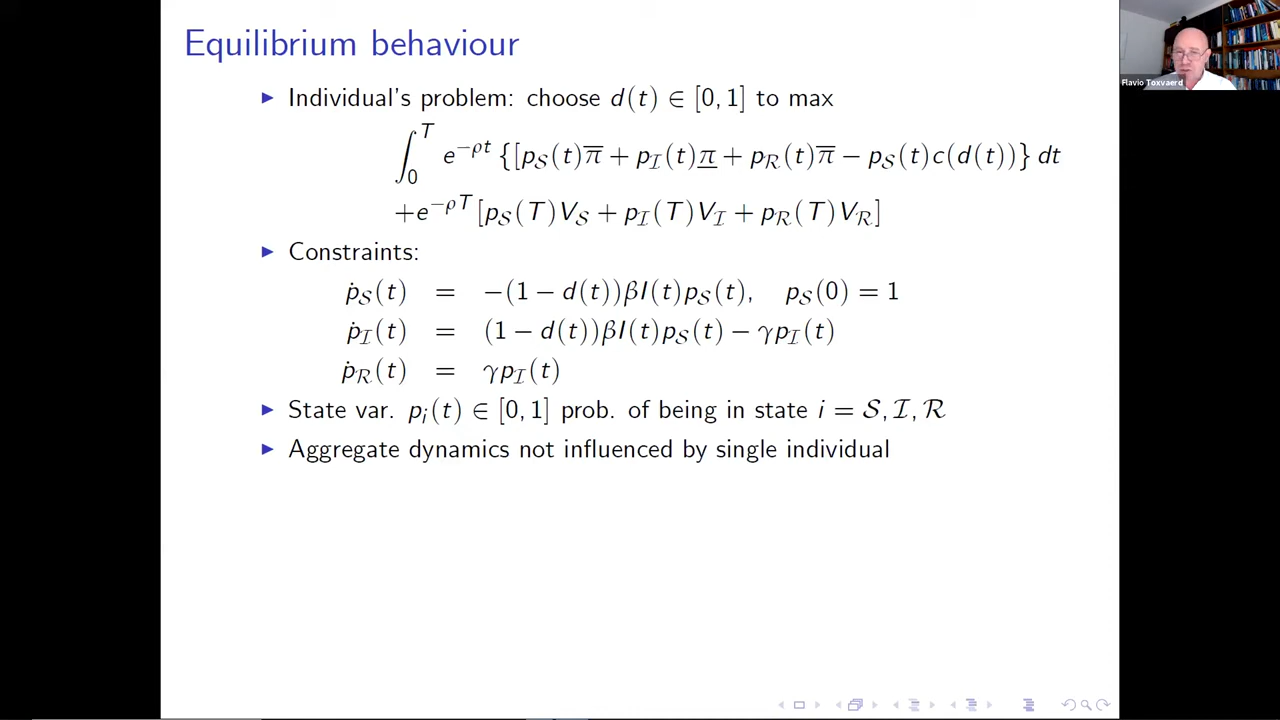 Equilibrium behaviour
▶ Individual's problem: choose d(t) ∈ [0, 1] to max
∫₀ᵀ e^{−ρt} {[p_𝒮(t)π̅ + p_ℐ(t)π̲ + p_ℛ(t)π̅ − p_𝒮(t)c(d(t))} dt
+e^{−ρT}[p_𝒮(T)V_𝒮 + p_ℐ(T)V_ℐ + p_ℛ(T)V_ℛ]
▶ Constraints:
ṗ_𝒮(t) = −(1 − d(t))βI(t)p_𝒮(t), p_𝒮(0) = 1
ṗ_ℐ(t) = (1 − d(t))βI(t)p_𝒮(t) − γp_ℐ(t)
ṗ_ℛ(t) = γp_ℐ(t)
▶ State var. p_i(t) ∈ [0, 1] prob. of being in state i = 𝒮, ℐ, ℛ
▶ Aggregate dynamics not influenced by single individual
Flavio Toxvaerd